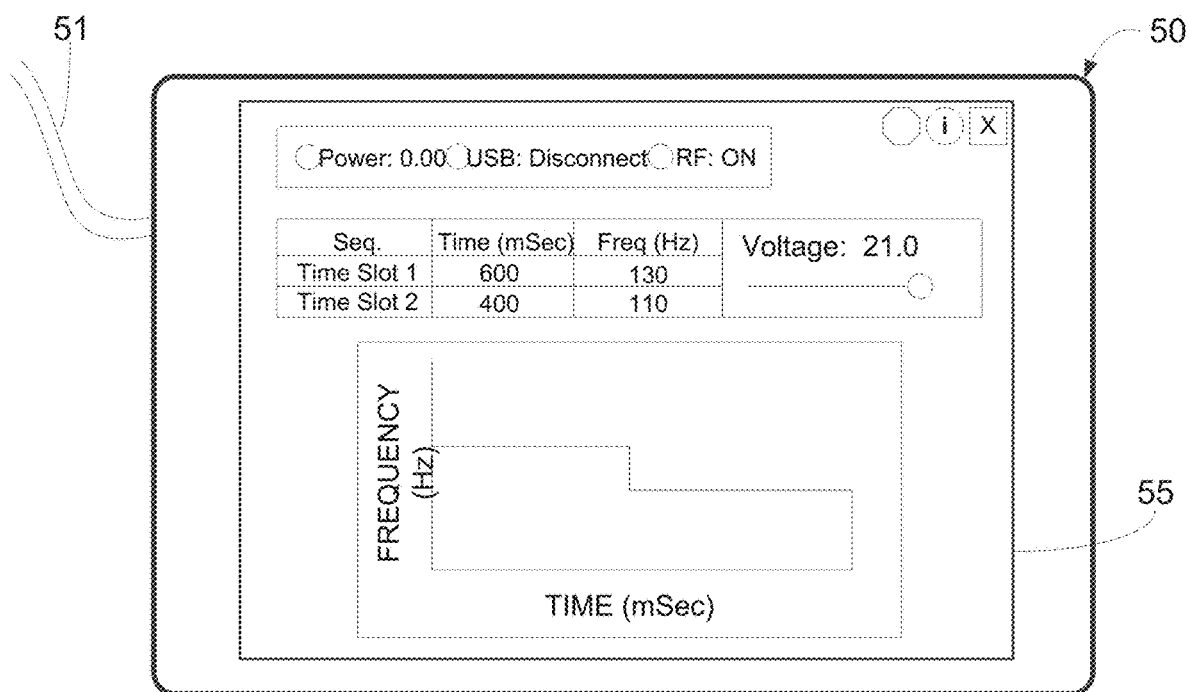 51
50
i X
Power: 0.00 USB: Disconnect RF: ON
Seq. Time (mSec) Freq (Hz) Voltage: 21.0
Time Slot 1 600 130
Time Slot 2 400 110
FREQUENCY
(Hz)
55
TIME (mSec)